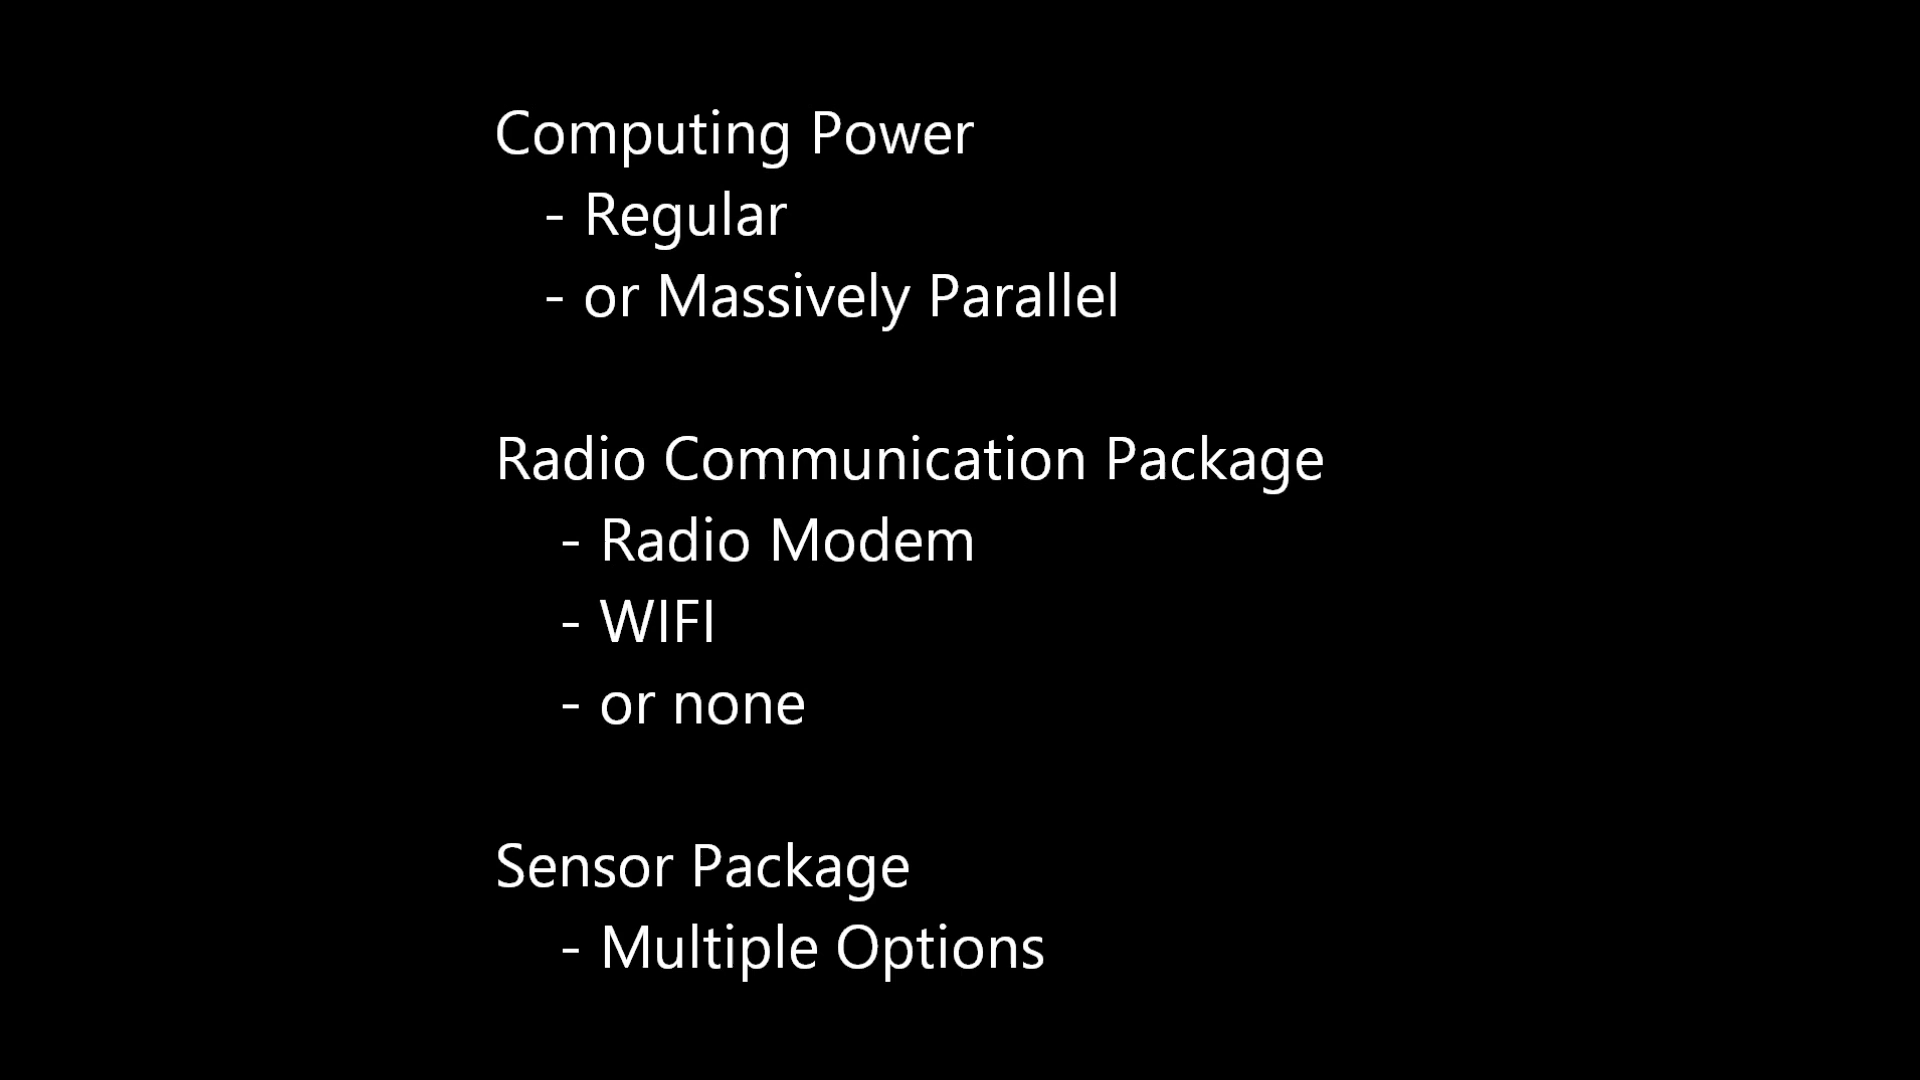 Computing Power
- Regular
- or Massively Parallel
Radio Communication Package
- Radio Modem
- WIFI
- or none
Sensor Package
- Multiple Options